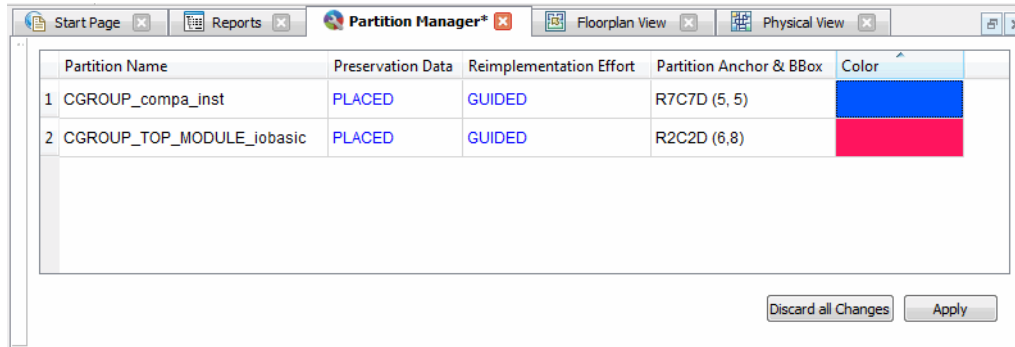 Start Page Reports Partition Manager* Floorplan View Physical View
Partition Name Preservation Data Reimplementation Effort Partition Anchor & BBox Color
1 CGROUP_compa_inst PLACED GUIDED R7C7D (5, 5)
2 CGROUP_TOP_MODULE_iobasic PLACED GUIDED R2C2D (6,8)
Discard all Changes Apply